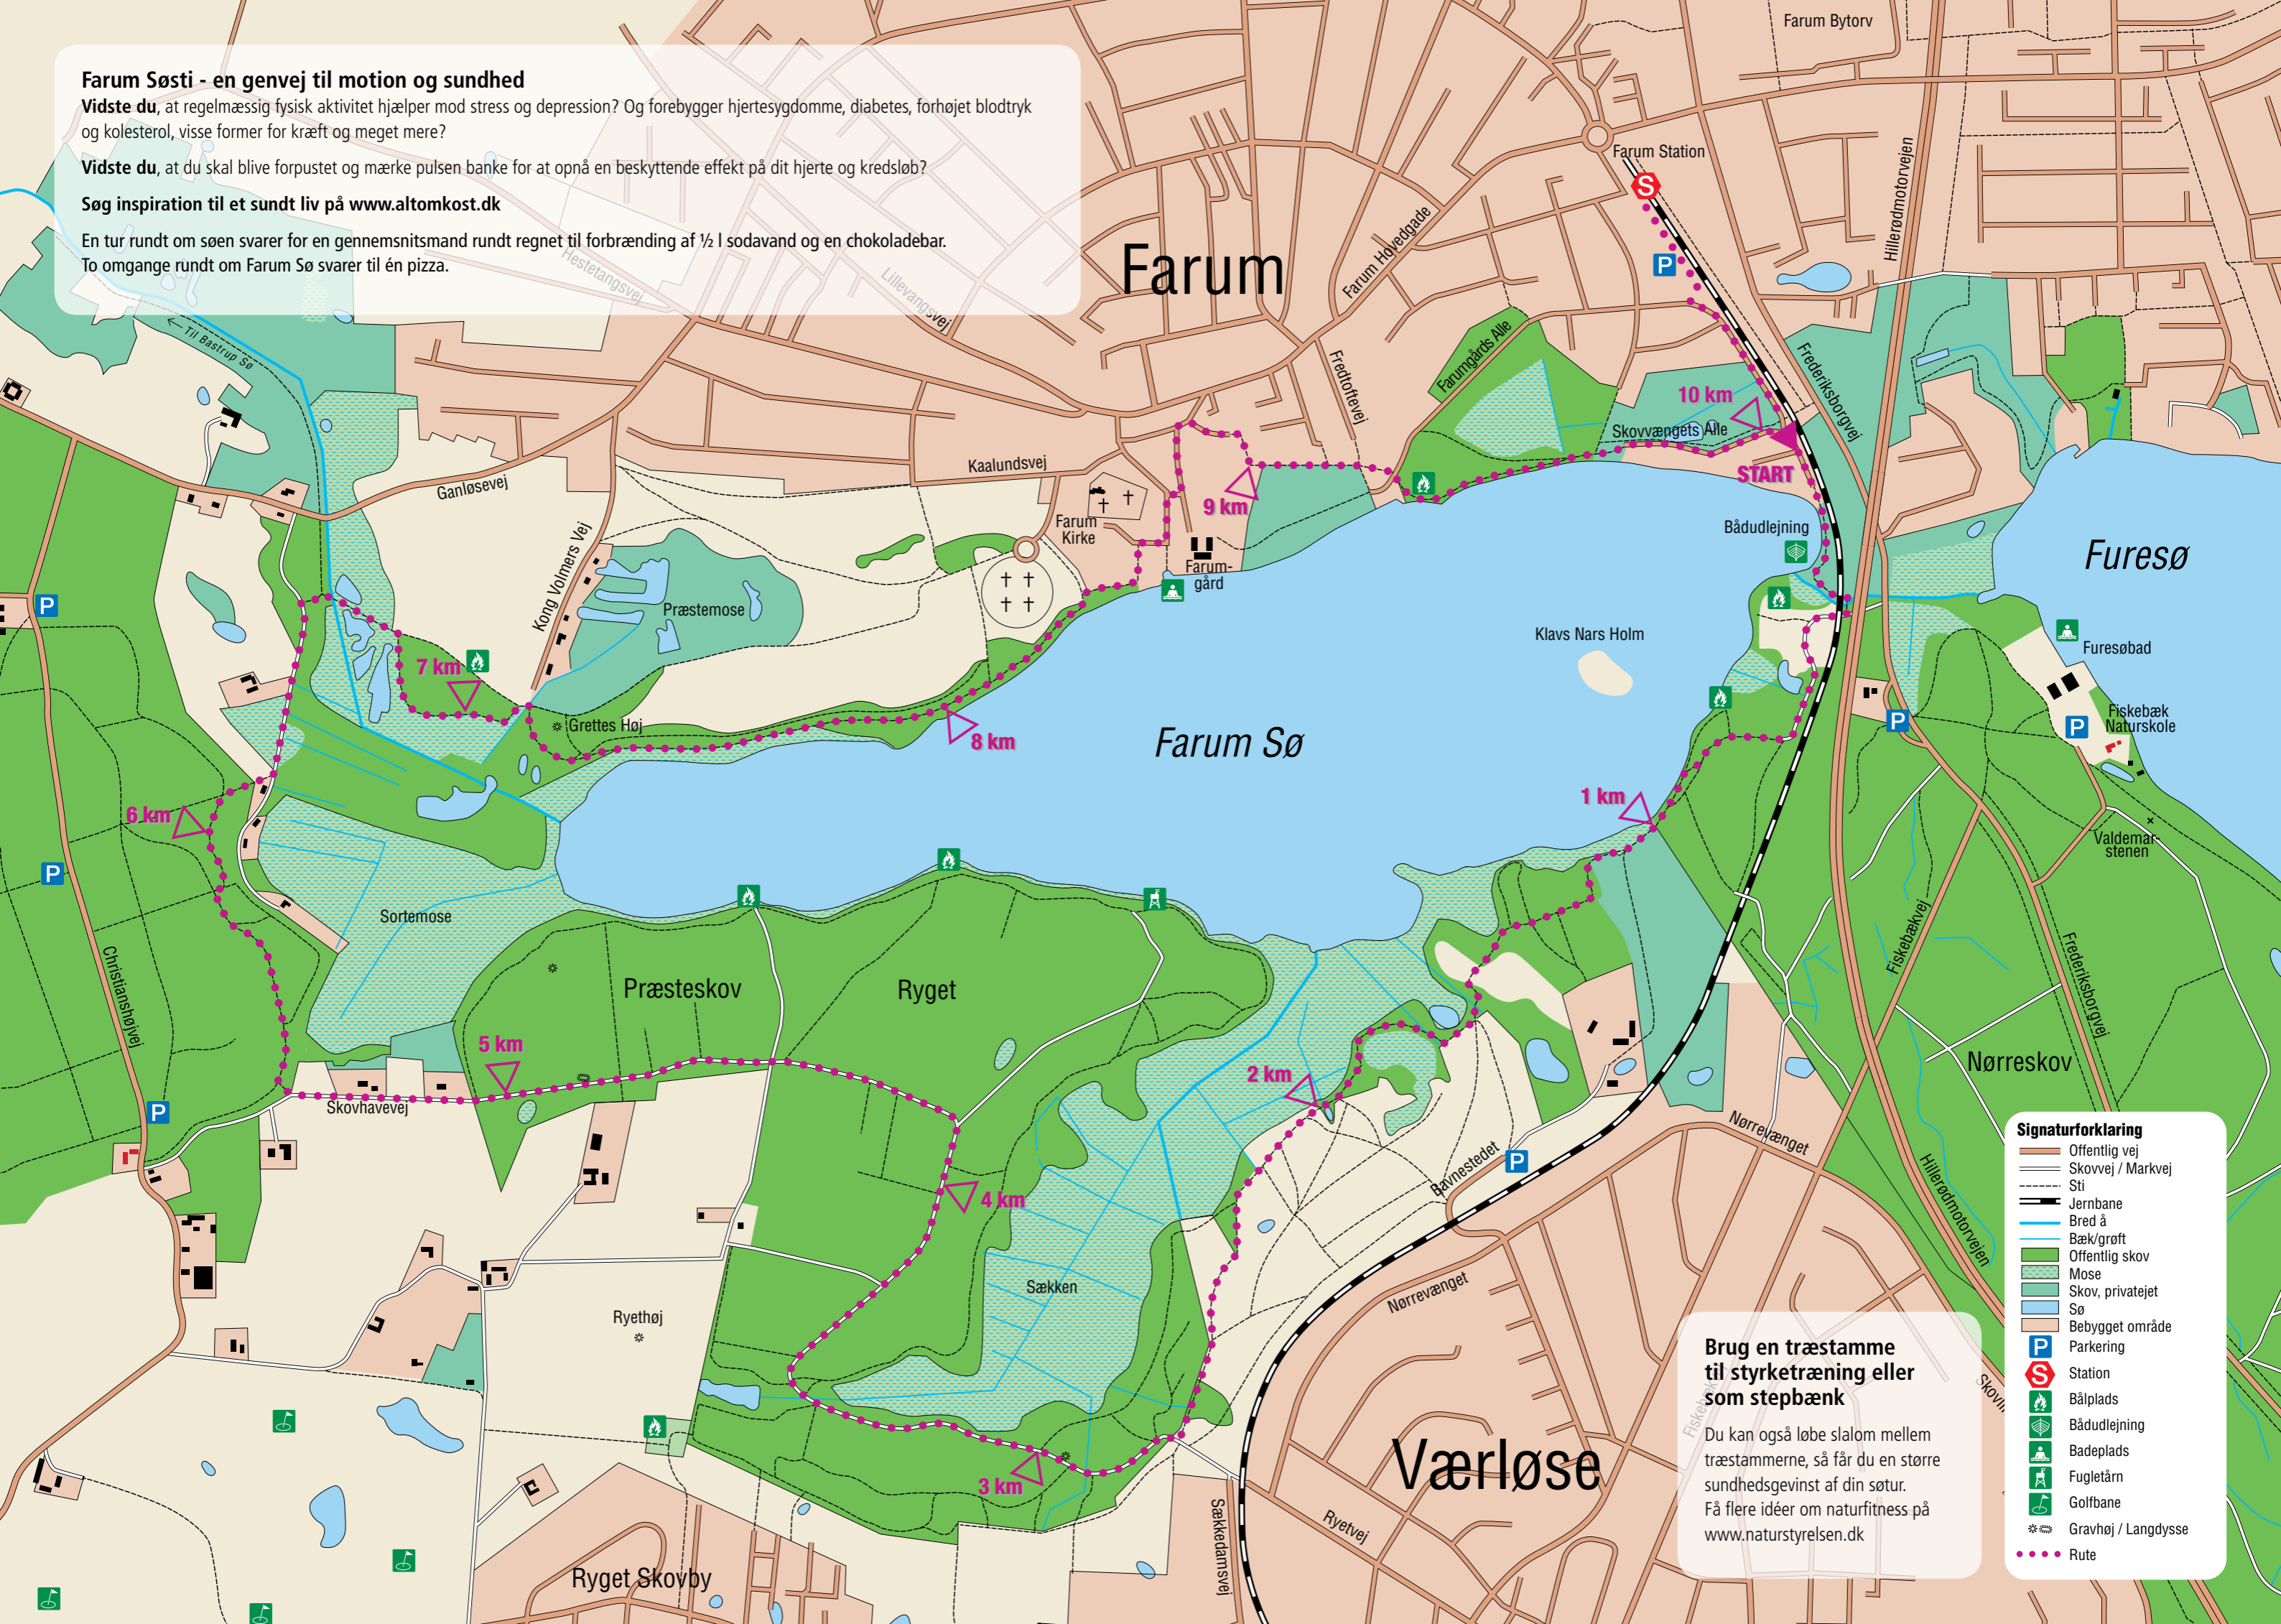 Farum Søsti - en genvej til motion og sundhed
Vidste du, at regelmæssig fysisk aktivitet hjælper mod stress og depression? Og forebygger hjertesygdomme, diabetes, forhøjet blodtryk
og kolesterol, visse former for kræft og meget mere?
Vidste du, at du skal blive forpustet og mærke pulsen banke for at opnå en beskyttende effekt på dit hjerte og kredsløb?
Søg inspiration til et sundt liv på www.altomkost.dk
En tur rundt om søen svarer for en gennemsnitsmand rundt regnet til forbrænding af ½ l sodavand og en chokoladebar.
To omgange rundt om Farum Sø svarer til én pizza.
Hestetangsvej
Lillevangsvej
← Til Bastrup Sø
Farum
Farum Hovedgade
Farum Bytorv
Farum Station
S
P
Hillerødmotorvejen
Frederiksborgvej
Farumgårds Alle
Fredtoftevej
10 km
Skovvængets Alle
START
Kaalundsvej
Ganløsevej
9 km
Farum
Kirke
Farum-
gård
Bådudlejning
Furesø
Kong Volmers Vej
Præstemose
P
Klavs Nars Holm
Furesøbad
7 km
Grettes Høj
Farum Sø
8 km
P
P
Fiskebæk
Naturskole
6 km
1 km
Valdemar-
stenen
P
Sortemose
Christianshøjvej
Præsteskov
Ryget
Fiskebækvej
Frederiksborgvej
5 km
2 km
Nørreskov
P
Skovhavevej
Nørrevænget
Bavnestedet
P
Hillerødmotorvejen
4 km
Sækken
Nørrevænget
Ryethøj
Fiskebæk
Skovli
3 km
Værløse
Sækkedamsvej
Ryetvej
Ryget Skovby
Brug en træstamme
til styrketræning eller
som stepbænk
Du kan også løbe slalom mellem
træstammerne, så får du en større
sundhedsgevinst af din søtur.
Få flere idéer om naturfitness på
www.naturstyrelsen.dk
Signaturforklaring
Offentlig vej
Skovvej / Markvej
Sti
Jernbane
Bred å
Bæk/grøft
Offentlig skov
Mose
Skov, privatejet
Sø
Bebygget område
P Parkering
S Station
Bålplads
Bådudlejning
Badeplads
Fugletårn
Golfbane
Gravhøj / Langdysse
Rute